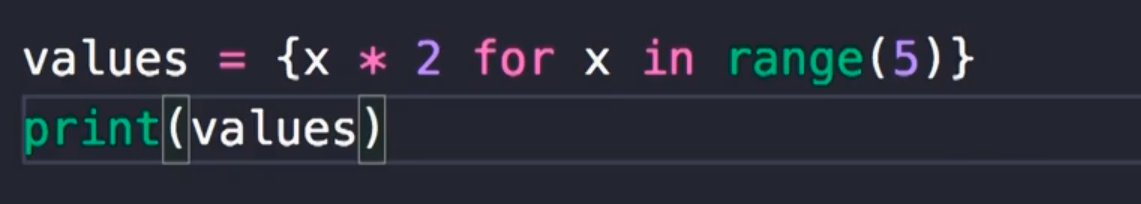 values = {x * 2 for x in range(5)}
print(values)